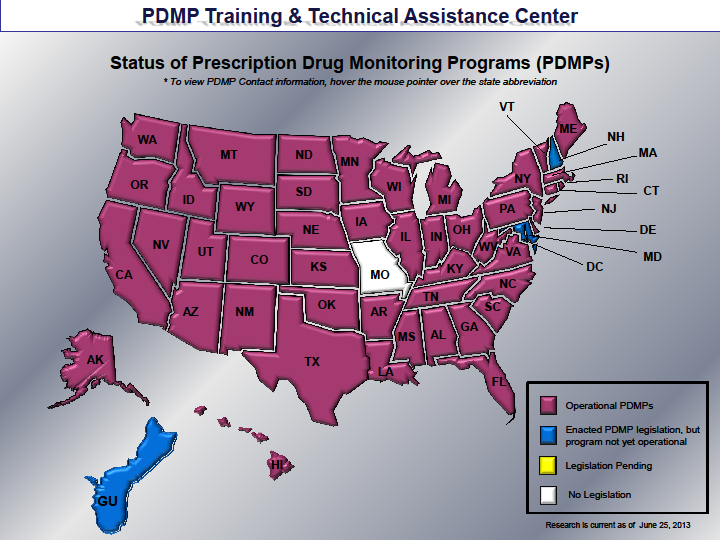 PDMP Training & Technical Assistance Center
Status of Prescription Drug Monitoring Programs (PDMPs)
* To view PDMP Contact information, hover the mouse pointer over the state abbreviation
VT
WA
MT
ND
MN
ME
NH
MA
OR
ID
SD
WI
MI
NY
RI
CT
WY
NE
IA
PA
NJ
NV
UT
CO
KS
MO
IL
IN
OH
WV
VA
DE
MD
DC
CA
KY
NC
AZ
NM
OK
AR
TN
SC
TX
MS
AL
GA
LA
FL
AK
HI
GU
Operational PDMPs
Enacted PDMP legislation, but
program not yet operational
Legislation Pending
No Legislation
Research is current as of June 25, 2013